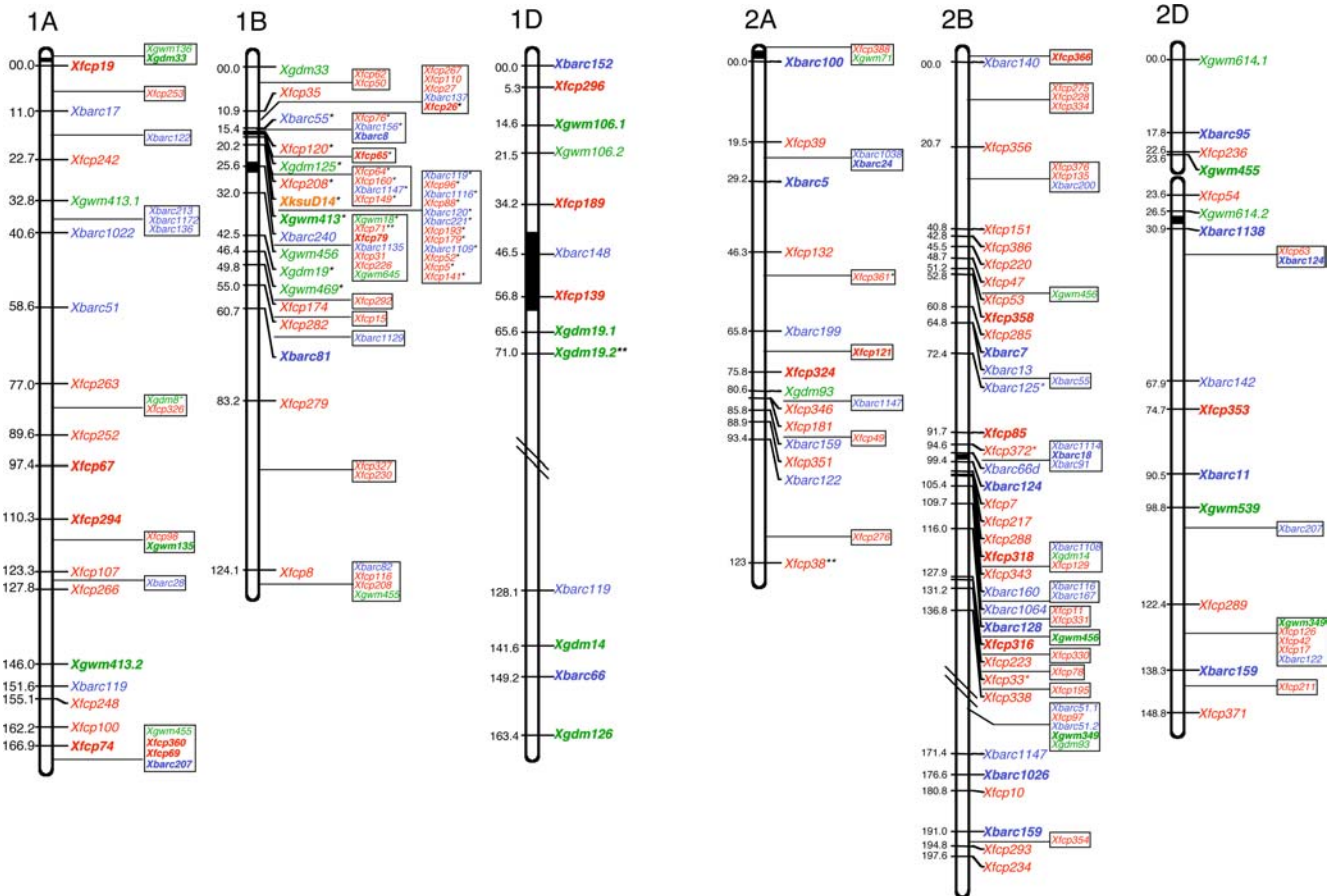 1A
00.0
11.0
22.7
32.8
40.6
58.6
77.0
89.6
97.4
110.3
123.3
127.8
146.0
151.6
155.1
162.2
166.9
Xfcp19
Xbarc17
Xfcp242
Xgwm413.1
Xbarc1022
Xbarc51
Xfcp263
Xfcp252
Xfcp67
Xfcp294
Xfcp107
Xfcp266
Xgwm413.2
Xbarc119
Xfcp248
Xfcp100
Xfcp74
Xgwm136
Xgdm33
Xfcp253
Xbarc122
Xbarc213
Xbarc1172
Xbarc136
Xgdm8*
Xfcp326
Xfcp98
Xgwm135
Xbarc28
Xgwm455
Xfcp360
Xfcp69
Xbarc207
1B
00.0
10.9
15.4
20.2
25.6
32.0
42.5
46.4
49.8
55.0
60.7
83.2
124.1
Xgdm33
Xfcp35
Xbarc55*
Xfcp120*
Xgdm125*
Xfcp208*
XksuD14*
Xgwm413*
Xbarc240
Xgwm456
Xgdm19*
Xgwm469*
Xfcp174
Xfcp282
Xbarc81
Xfcp279
Xfcp8
Xfcp62
Xfcp50
Xfcp76*
Xbarc156*
Xbarc8
Xfcp65*
Xfcp64*
Xfcp160*
Xbarc1147*
Xfcp149*
Xgwm18*
Xfcp71**
Xfcp79
Xbarc1135
Xfcp31
Xfcp226
Xgwm645
Xfcp292
Xfcp15
Xbarc1129
Xfcp327
Xfcp230
Xbarc82
Xfcp116
Xfcp208
Xgwm455
Xfcp267
Xfcp110
Xfcp27
Xbarc137
Xfcp26*
Xbarc119*
Xfcp96*
Xbarc1116*
Xfcp88*
Xbarc120*
Xbarc221*
Xfcp193*
Xfcp179*
Xbarc1109*
Xfcp52*
Xfcp5*
Xfcp141*
1D
00.0
5.3
14.6
21.5
34.2
46.5
56.8
65.6
71.0
128.1
141.6
149.2
163.4
Xbarc152
Xfcp296
Xgwm106.1
Xgwm106.2
Xfcp189
Xbarc148
Xfcp139
Xgdm19.1
Xgdm19.2**
Xbarc119
Xgdm14
Xbarc66
Xgdm126
2A
00.0
19.5
29.2
46.3
65.8
75.8
80.6
85.8
88.9
93.4
123
Xbarc100
Xfcp39
Xbarc5
Xfcp132
Xbarc199
Xfcp324
Xgdm93
Xfcp346
Xfcp181
Xbarc159
Xfcp351
Xbarc122
Xfcp38**
Xfcp388
Xgwm71
Xbarc1038
Xbarc24
Xfcp361*
Xfcp121
Xbarc1147
Xfcp49
Xfcp276
2B
00.0
20.7
40.8
42.8
45.5
48.7
51.2
52.8
60.8
64.8
72.4
91.7
94.6
99.4
105.4
109.7
116.0
127.9
131.2
136.8
171.4
176.6
180.8
191.0
194.8
197.6
Xbarc140
Xfcp356
Xfcp151
Xfcp386
Xfcp220
Xfcp47
Xfcp53
Xfcp358
Xfcp285
Xbarc7
Xbarc13
Xbarc125*
Xfcp85
Xfcp372*
Xbarc66d
Xbarc124
Xfcp7
Xfcp217
Xfcp288
Xfcp318
Xfcp343
Xbarc160
Xbarc1064
Xbarc128
Xfcp316
Xfcp223
Xfcp33*
Xfcp338
Xbarc1147
Xbarc1026
Xfcp10
Xbarc159
Xfcp293
Xfcp234
Xfcp366
Xfcp275
Xfcp228
Xfcp334
Xfcp376
Xfcp135
Xbarc200
Xgwm456
Xbarc55
Xbarc1114
Xbarc18
Xbarc91
Xbarc1108
Xgdm14
Xfcp129
Xbarc116
Xbarc167
Xfcp11
Xfcp331
Xgwm456
Xfcp330
Xfcp78
Xfcp195
Xbarc51.1
Xfcp97
Xbarc51.2
Xgwm349
Xgdm93
Xfcp354
2D
00.0
17.8
22.6
23.6
23.6
26.5
30.9
67.9
74.7
90.5
98.8
122.4
138.3
148.8
Xgwm614.1
Xbarc95
Xfcp236
Xgwm455
Xfcp54
Xgwm614.2
Xbarc1138
Xbarc142
Xfcp353
Xbarc11
Xgwm539
Xfcp289
Xbarc159
Xfcp371
Xfcp63
Xbarc124
Xbarc207
Xgwm349
Xfcp126
Xfcp42
Xfcp17
Xbarc122
Xfcp211